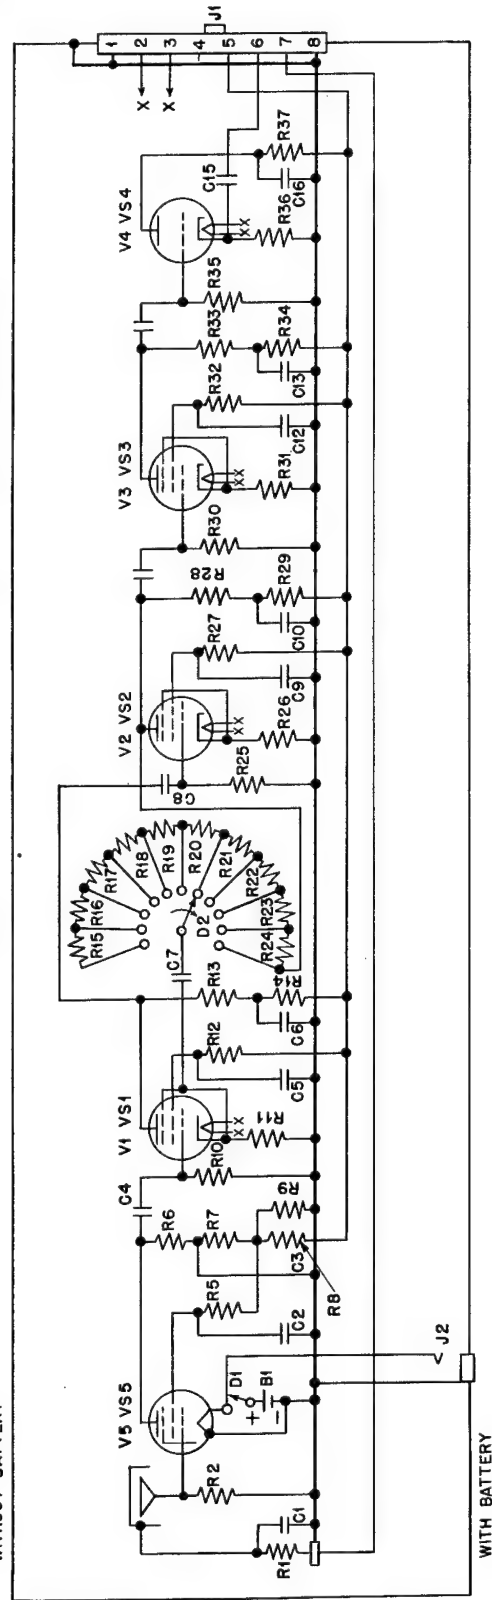 WITH BATTERY
J1
1
2
3
4
5
6
7
8
X
X
V5 VS5
V1 VS1
V2 VS2
V3 VS3
V4 VS4
R1
C1
R2
D1
B1
+
-
J2
C2
R5
R6
R7
C3
R8
R9
C4
R10
R11
XX
C5
R12
R13
C6
R14
C7
D2
R15
R16
R17
R18
R19
R20
R21
R22
R23
R24
C8
R25
R26
XX
C9
R27
R28
C10
R29
R30
R31
XX
C12
R32
R33
C13
R34
R35
R36
XX
C15
C16
R37